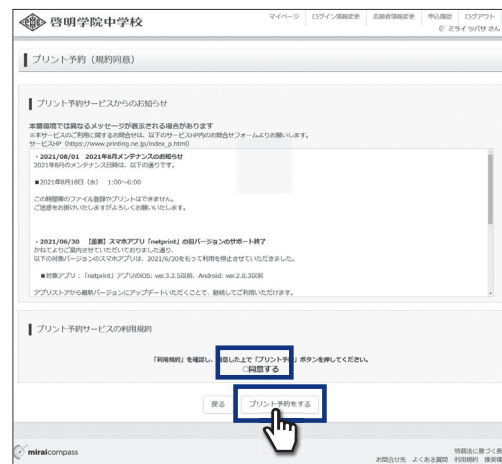 啓明学院中学校
マイページ ログイン情報変更 志願者情報変更 申込履歴 ログアウト
ミライ ツバサ さん
プリント予約（規約同意）
プリント予約サービスからのお知らせ
本番環境では異なるメッセージが表示される場合があります
※本サービスのご利用に関するお問合せは、以下のサービスHP内のお問合せフォームよりお願いします。
サービスHP（https://www.printing.ne.jp/index_p.html）
・2021/08/01 2021年8月メンテナンスのお知らせ
2021年8月のメンテナンス日時は、以下の通りです。
■2021年8月18日（水） 1:00～6:00
この時間帯のファイル登録やプリントはできません。
ご迷惑をお掛けいたしますがよろしくお願いいたします。
・2021/06/30 【重要】スマホアプリ「netprint」の旧バージョンのサポート終了
かねてよりご案内させていただいておりました通り、
以下の対象バージョンのスマホアプリは、2021/6/30をもって利用を停止させていただきました。
■対象アプリ：「netprint」アプリのiOS: ver.3.2.5以前、Android: ver.2.0.3以前
アプリストアから最新バージョンにアップデートいただくことで、継続してご利用いただけます。
プリント予約サービスの利用規約
「利用規約」を確認し、同意した上で「プリント予約」ボタンを押してください。
□同意する
戻る プリント予約をする
miraicompass
特商法に基づく表
お問合せ先 よくある質問 利用規約 推奨環